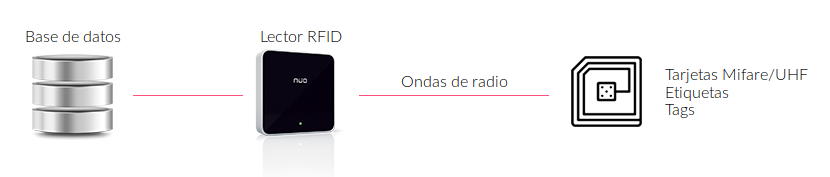 Base de datos
Lector RFID
nuo
Ondas de radio
Tarjetas Mifare/UHF
Etiquetas
Tags